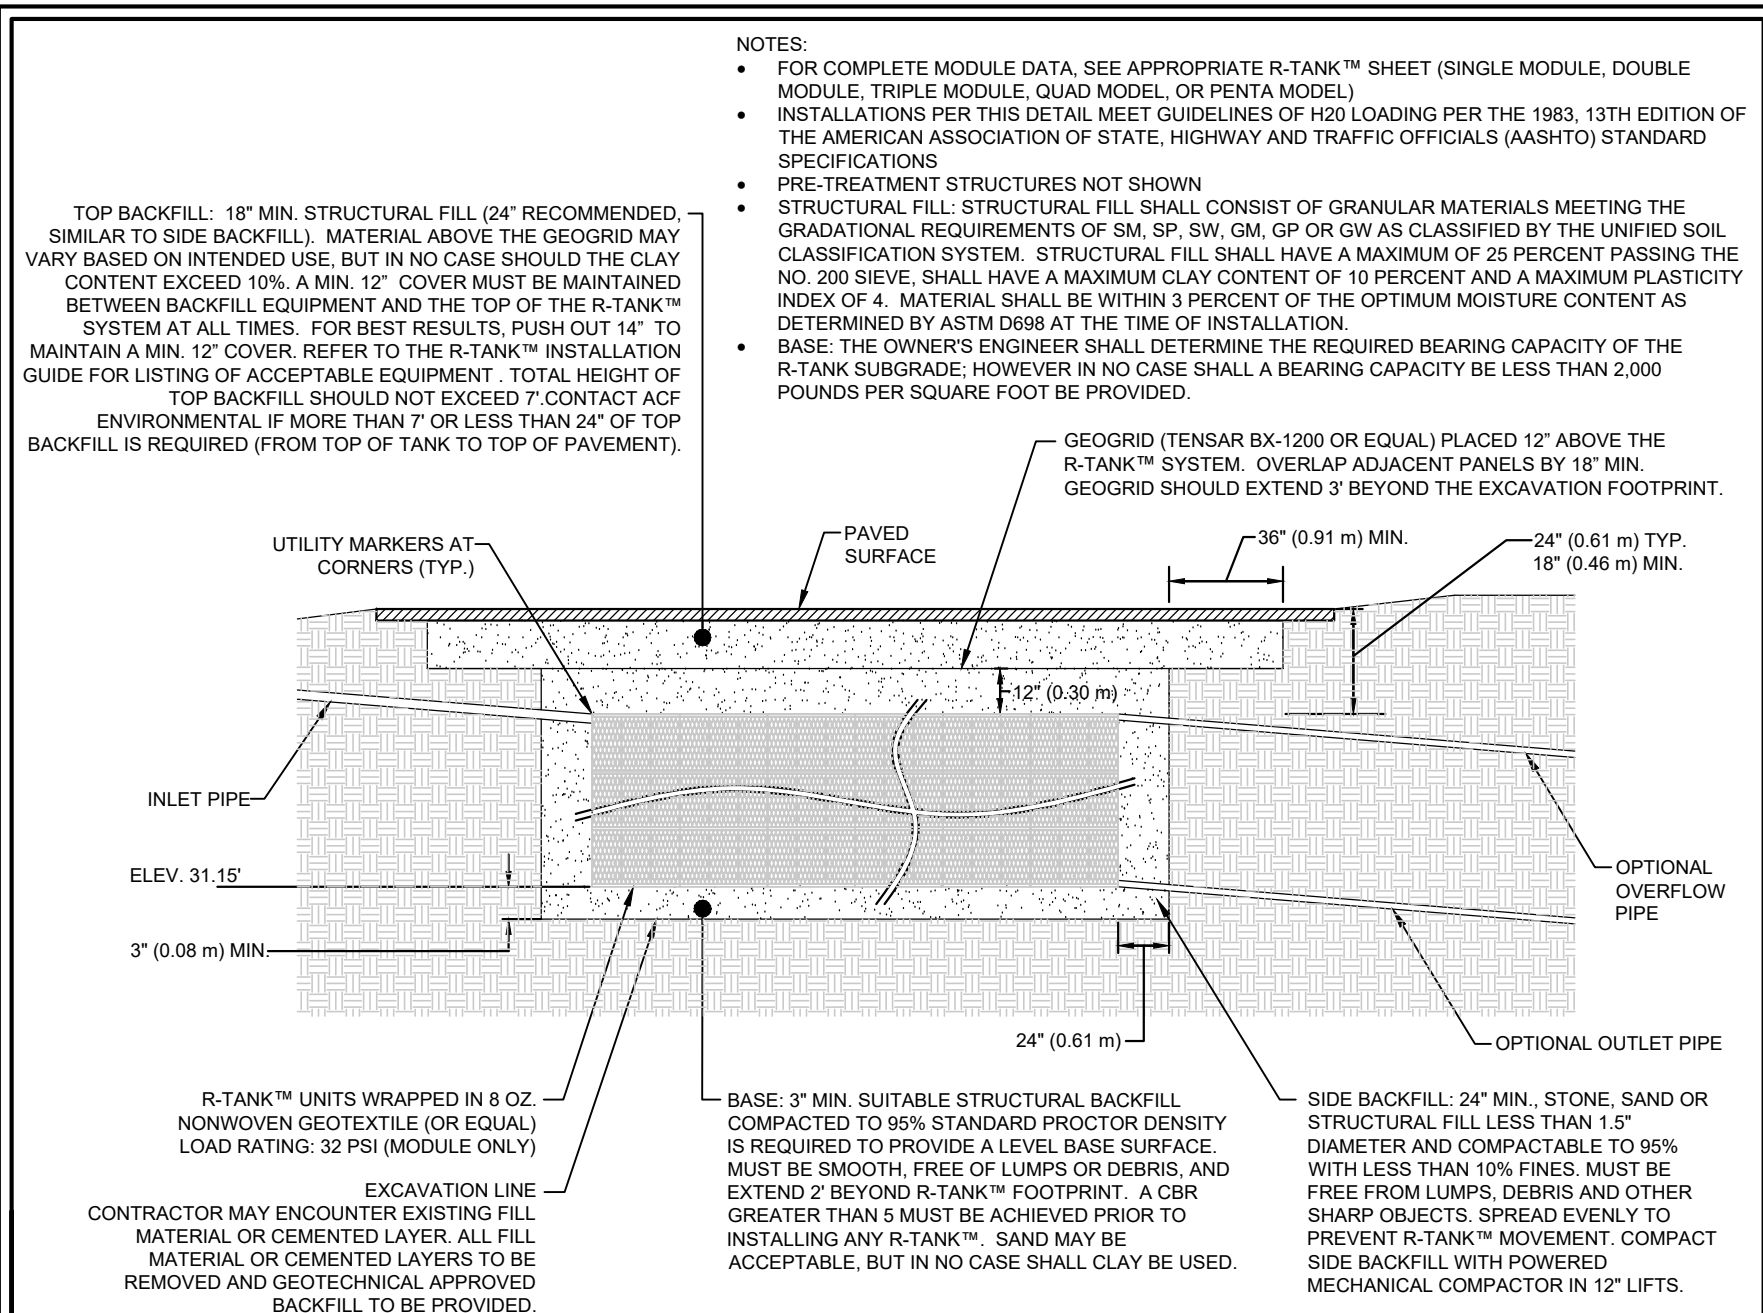 NOTES:
• FOR COMPLETE MODULE DATA, SEE APPROPRIATE R-TANK™ SHEET (SINGLE MODULE, DOUBLE
MODULE, TRIPLE MODULE, QUAD MODEL, OR PENTA MODEL)
• INSTALLATIONS PER THIS DETAIL MEET GUIDELINES OF H20 LOADING PER THE 1983, 13TH EDITION OF
THE AMERICAN ASSOCIATION OF STATE, HIGHWAY AND TRAFFIC OFFICIALS (AASHTO) STANDARD
SPECIFICATIONS
• PRE-TREATMENT STRUCTURES NOT SHOWN
• STRUCTURAL FILL: STRUCTURAL FILL SHALL CONSIST OF GRANULAR MATERIALS MEETING THE
GRADATIONAL REQUIREMENTS OF SM, SP, SW, GM, GP OR GW AS CLASSIFIED BY THE UNIFIED SOIL
CLASSIFICATION SYSTEM. STRUCTURAL FILL SHALL HAVE A MAXIMUM OF 25 PERCENT PASSING THE
NO. 200 SIEVE, SHALL HAVE A MAXIMUM CLAY CONTENT OF 10 PERCENT AND A MAXIMUM PLASTICITY
INDEX OF 4. MATERIAL SHALL BE WITHIN 3 PERCENT OF THE OPTIMUM MOISTURE CONTENT AS
DETERMINED BY ASTM D698 AT THE TIME OF INSTALLATION.
• BASE: THE OWNER'S ENGINEER SHALL DETERMINE THE REQUIRED BEARING CAPACITY OF THE
R-TANK SUBGRADE; HOWEVER IN NO CASE SHALL A BEARING CAPACITY BE LESS THAN 2,000
POUNDS PER SQUARE FOOT BE PROVIDED.
TOP BACKFILL: 18" MIN. STRUCTURAL FILL (24” RECOMMENDED,
SIMILAR TO SIDE BACKFILL). MATERIAL ABOVE THE GEOGRID MAY
VARY BASED ON INTENDED USE, BUT IN NO CASE SHOULD THE CLAY
CONTENT EXCEED 10%. A MIN. 12” COVER MUST BE MAINTAINED
BETWEEN BACKFILL EQUIPMENT AND THE TOP OF THE R-TANK™
SYSTEM AT ALL TIMES. FOR BEST RESULTS, PUSH OUT 14” TO
MAINTAIN A MIN. 12” COVER. REFER TO THE R-TANK™ INSTALLATION
GUIDE FOR LISTING OF ACCEPTABLE EQUIPMENT . TOTAL HEIGHT OF
TOP BACKFILL SHOULD NOT EXCEED 7'.CONTACT ACF
ENVIRONMENTAL IF MORE THAN 7' OR LESS THAN 24" OF TOP
BACKFILL IS REQUIRED (FROM TOP OF TANK TO TOP OF PAVEMENT).
GEOGRID (TENSAR BX-1200 OR EQUAL) PLACED 12” ABOVE THE
R-TANK™ SYSTEM. OVERLAP ADJACENT PANELS BY 18” MIN.
GEOGRID SHOULD EXTEND 3' BEYOND THE EXCAVATION FOOTPRINT.
UTILITY MARKERS AT
CORNERS (TYP.)
PAVED
SURFACE
36" (0.91 m) MIN.
24" (0.61 m) TYP.
18" (0.46 m) MIN.
12" (0.30 m)
INLET PIPE
ELEV. 31.15'
3" (0.08 m) MIN.
OPTIONAL
OVERFLOW
PIPE
24" (0.61 m)
OPTIONAL OUTLET PIPE
R-TANK™ UNITS WRAPPED IN 8 OZ.
NONWOVEN GEOTEXTILE (OR EQUAL)
LOAD RATING: 32 PSI (MODULE ONLY)
EXCAVATION LINE
CONTRACTOR MAY ENCOUNTER EXISTING FILL
MATERIAL OR CEMENTED LAYER. ALL FILL
MATERIAL OR CEMENTED LAYERS TO BE
REMOVED AND GEOTECHNICAL APPROVED
BACKFILL TO BE PROVIDED.
BASE: 3" MIN. SUITABLE STRUCTURAL BACKFILL
COMPACTED TO 95% STANDARD PROCTOR DENSITY
IS REQUIRED TO PROVIDE A LEVEL BASE SURFACE.
MUST BE SMOOTH, FREE OF LUMPS OR DEBRIS, AND
EXTEND 2' BEYOND R-TANK™ FOOTPRINT. A CBR
GREATER THAN 5 MUST BE ACHIEVED PRIOR TO
INSTALLING ANY R-TANK™. SAND MAY BE
ACCEPTABLE, BUT IN NO CASE SHALL CLAY BE USED.
SIDE BACKFILL: 24" MIN., STONE, SAND OR
STRUCTURAL FILL LESS THAN 1.5"
DIAMETER AND COMPACTABLE TO 95%
WITH LESS THAN 10% FINES. MUST BE
FREE FROM LUMPS, DEBRIS AND OTHER
SHARP OBJECTS. SPREAD EVENLY TO
PREVENT R-TANK™ MOVEMENT. COMPACT
SIDE BACKFILL WITH POWERED
MECHANICAL COMPACTOR IN 12" LIFTS.